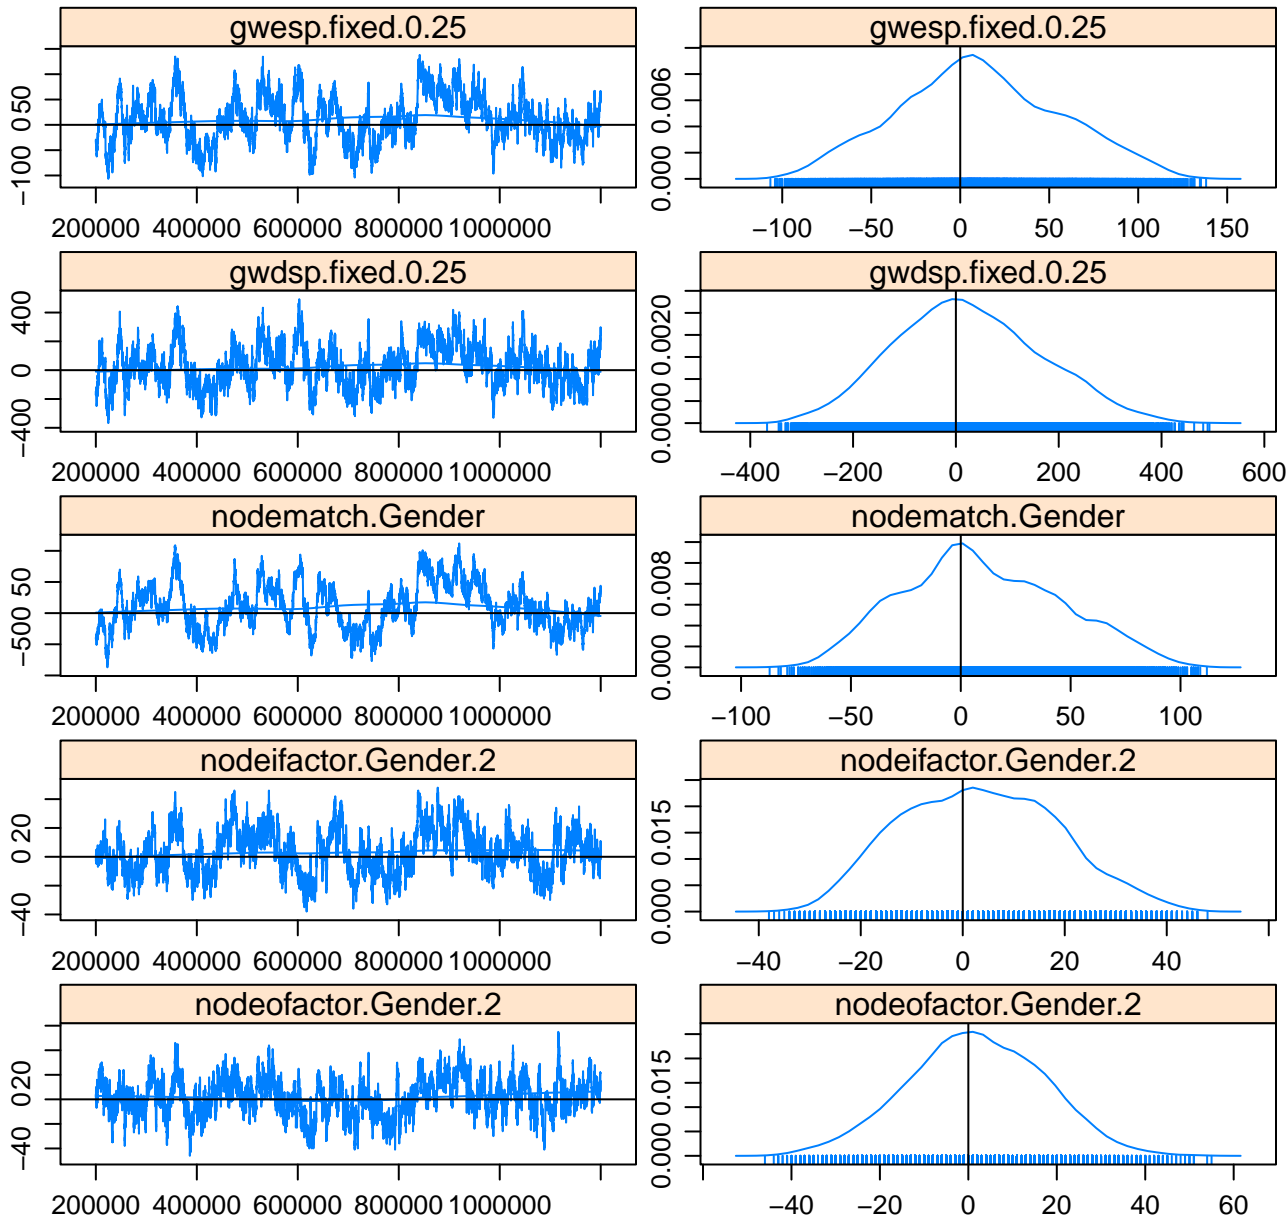 gwesp.fixed.0.25
−100 0 50
200000 400000 600000 800000 1000000
gwesp.fixed.0.25
0.000 0.006
−100 −50 0 50 100 150
gwdsp.fixed.0.25
−400 0 400
200000 400000 600000 800000 1000000
gwdsp.fixed.0.25
0.0000 0.0020
−400 −200 0 200 400 600
nodematch.Gender
−50 0 50
200000 400000 600000 800000 1000000
nodematch.Gender
0.000 0.008
−100 −50 0 50 100
nodeifactor.Gender.2
−40 0 20
200000 400000 600000 800000 1000000
nodeifactor.Gender.2
0.000 0.015
−40 −20 0 20 40
nodeofactor.Gender.2
−40 0 20
200000 400000 600000 800000 1000000
nodeofactor.Gender.2
0.000 0.015
−40 −20 0 20 40 60